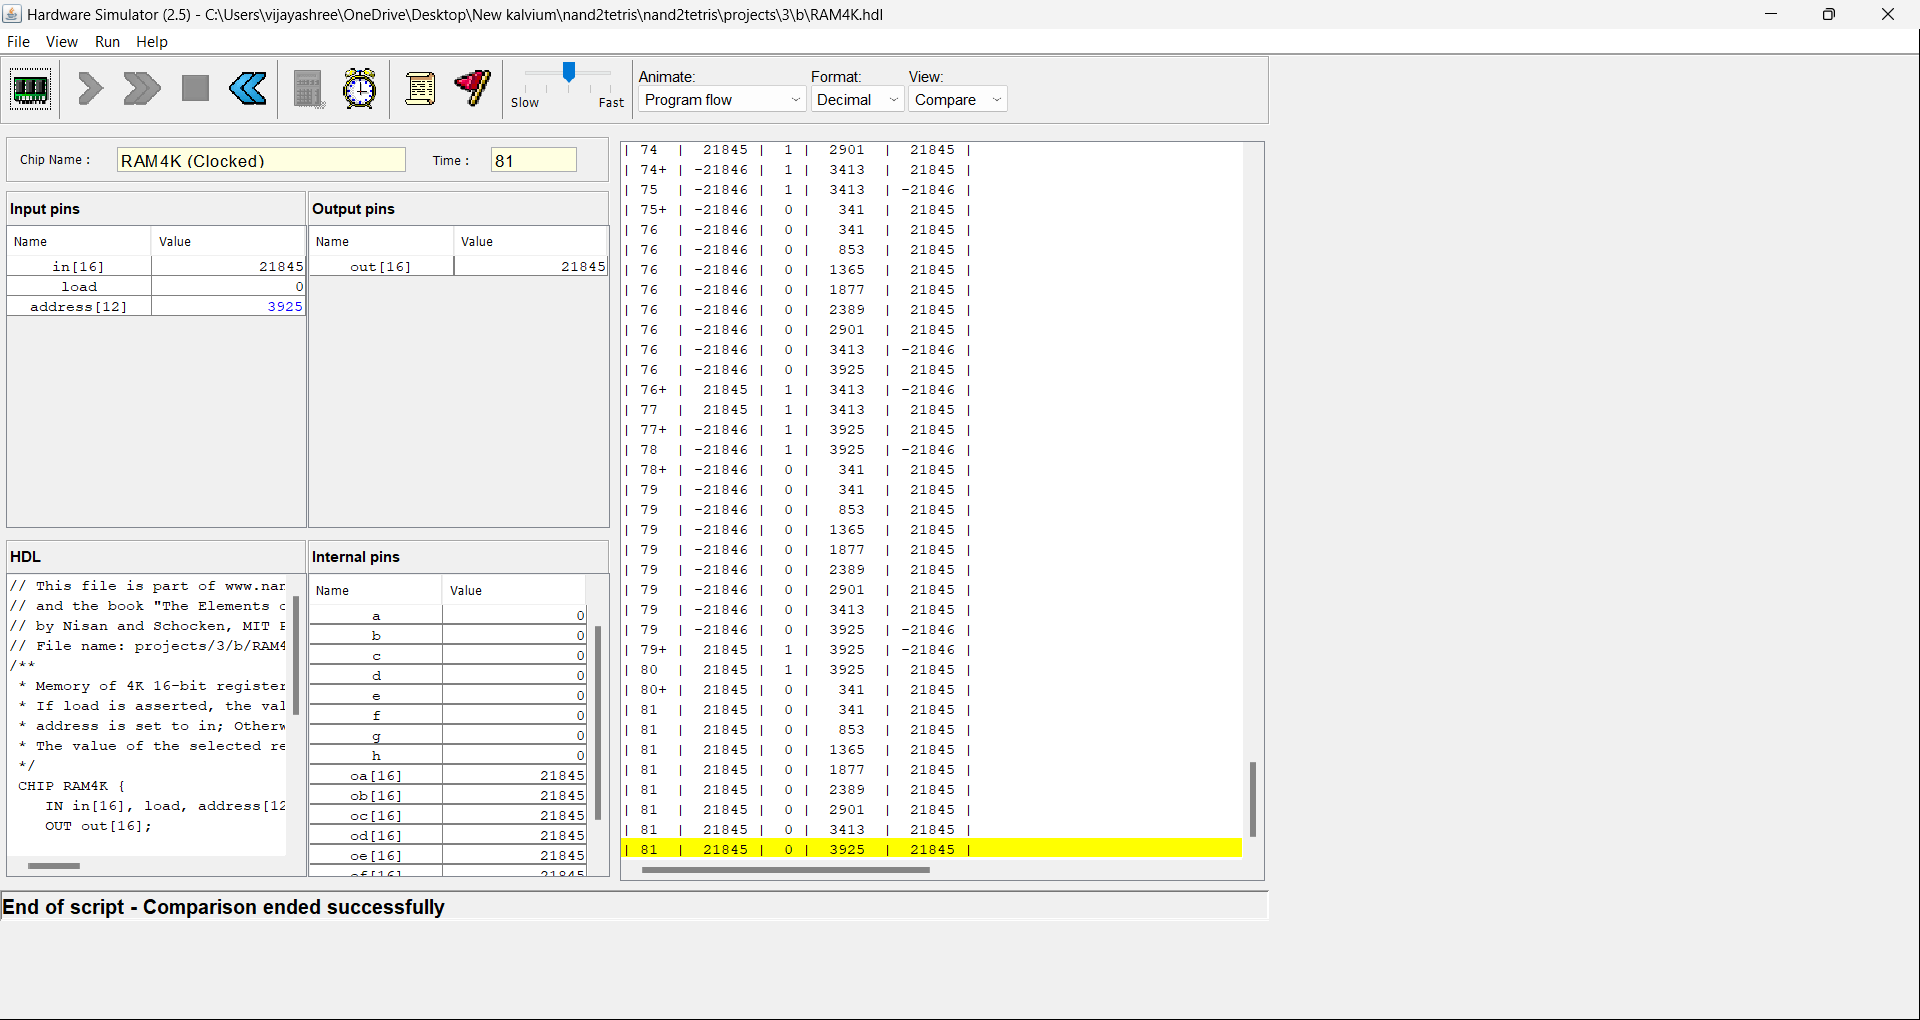 Hardware Simulator (2.5) - C:\Users\vijayashree\OneDrive\Desktop\New kalvium\nand2tetris\nand2tetris\projects\3\b\RAM4K.hdl
File View Run Help
Slow Fast
Animate: Format: View:
Program flow Decimal Compare
Chip Name : RAM4K (Clocked) Time : 81
Input pins
Name Value
in[16] 21845
load 0
address[12] 3925
Output pins
Name Value
out[16] 21845
HDL
// This file is part of www.nan
// and the book "The Elements o
// by Nisan and Schocken, MIT P
// File name: projects/3/b/RAM4
/**
* Memory of 4K 16-bit register
* If load is asserted, the val
* address is set to in; Otherw
* The value of the selected re
*/
CHIP RAM4K {
IN in[16], load, address[12
OUT out[16];
Internal pins
Name Value
a 0
b 0
c 0
d 0
e 0
f 0
g 0
h 0
oa[16] 21845
ob[16] 21845
oc[16] 21845
od[16] 21845
oe[16] 21845
of[16] 21845
| 74 | 21845 | 1 | 2901 | 21845 |
| 74+ | -21846 | 1 | 3413 | 21845 |
| 75 | -21846 | 1 | 3413 | -21846 |
| 75+ | -21846 | 0 | 341 | 21845 |
| 76 | -21846 | 0 | 341 | 21845 |
| 76 | -21846 | 0 | 853 | 21845 |
| 76 | -21846 | 0 | 1365 | 21845 |
| 76 | -21846 | 0 | 1877 | 21845 |
| 76 | -21846 | 0 | 2389 | 21845 |
| 76 | -21846 | 0 | 2901 | 21845 |
| 76 | -21846 | 0 | 3413 | -21846 |
| 76 | -21846 | 0 | 3925 | 21845 |
| 76+ | 21845 | 1 | 3413 | -21846 |
| 77 | 21845 | 1 | 3413 | 21845 |
| 77+ | -21846 | 1 | 3925 | 21845 |
| 78 | -21846 | 1 | 3925 | -21846 |
| 78+ | -21846 | 0 | 341 | 21845 |
| 79 | -21846 | 0 | 341 | 21845 |
| 79 | -21846 | 0 | 853 | 21845 |
| 79 | -21846 | 0 | 1365 | 21845 |
| 79 | -21846 | 0 | 1877 | 21845 |
| 79 | -21846 | 0 | 2389 | 21845 |
| 79 | -21846 | 0 | 2901 | 21845 |
| 79 | -21846 | 0 | 3413 | 21845 |
| 79 | -21846 | 0 | 3925 | -21846 |
| 79+ | 21845 | 1 | 3925 | -21846 |
| 80 | 21845 | 1 | 3925 | 21845 |
| 80+ | 21845 | 0 | 341 | 21845 |
| 81 | 21845 | 0 | 341 | 21845 |
| 81 | 21845 | 0 | 853 | 21845 |
| 81 | 21845 | 0 | 1365 | 21845 |
| 81 | 21845 | 0 | 1877 | 21845 |
| 81 | 21845 | 0 | 2389 | 21845 |
| 81 | 21845 | 0 | 2901 | 21845 |
| 81 | 21845 | 0 | 3413 | 21845 |
| 81 | 21845 | 0 | 3925 | 21845 |
End of script - Comparison ended successfully